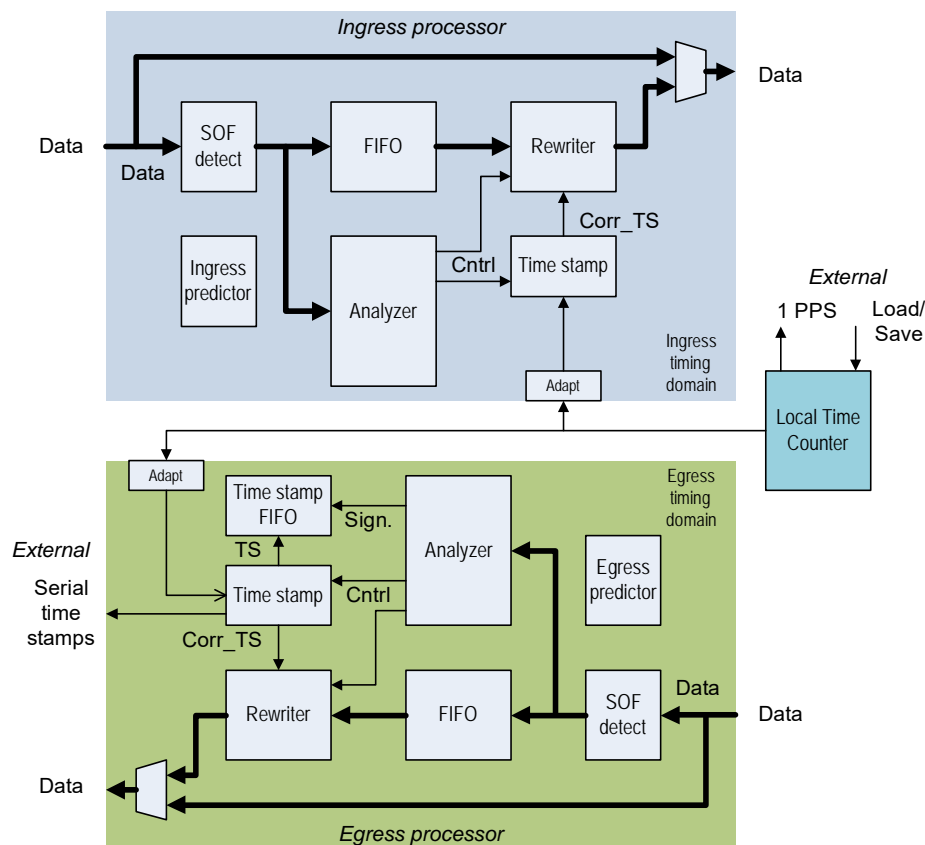 Ingress processor
Data
Data
Data
SOF
detect
FIFO
Rewriter
Corr_TS
Ingress
predictor
Analyzer
Cntrl
Time stamp
External
1 PPS
Load/
Save
Ingress
timing
domain
Adapt
Local Time
Counter
Adapt
Time stamp
FIFO
Sign.
Analyzer
Egress
timing
domain
External
TS
Egress
predictor
Serial
time
stamps
Time stamp
Cntrl
Corr_TS
Rewriter
FIFO
SOF
detect
Data
Data
Data
Egress processor